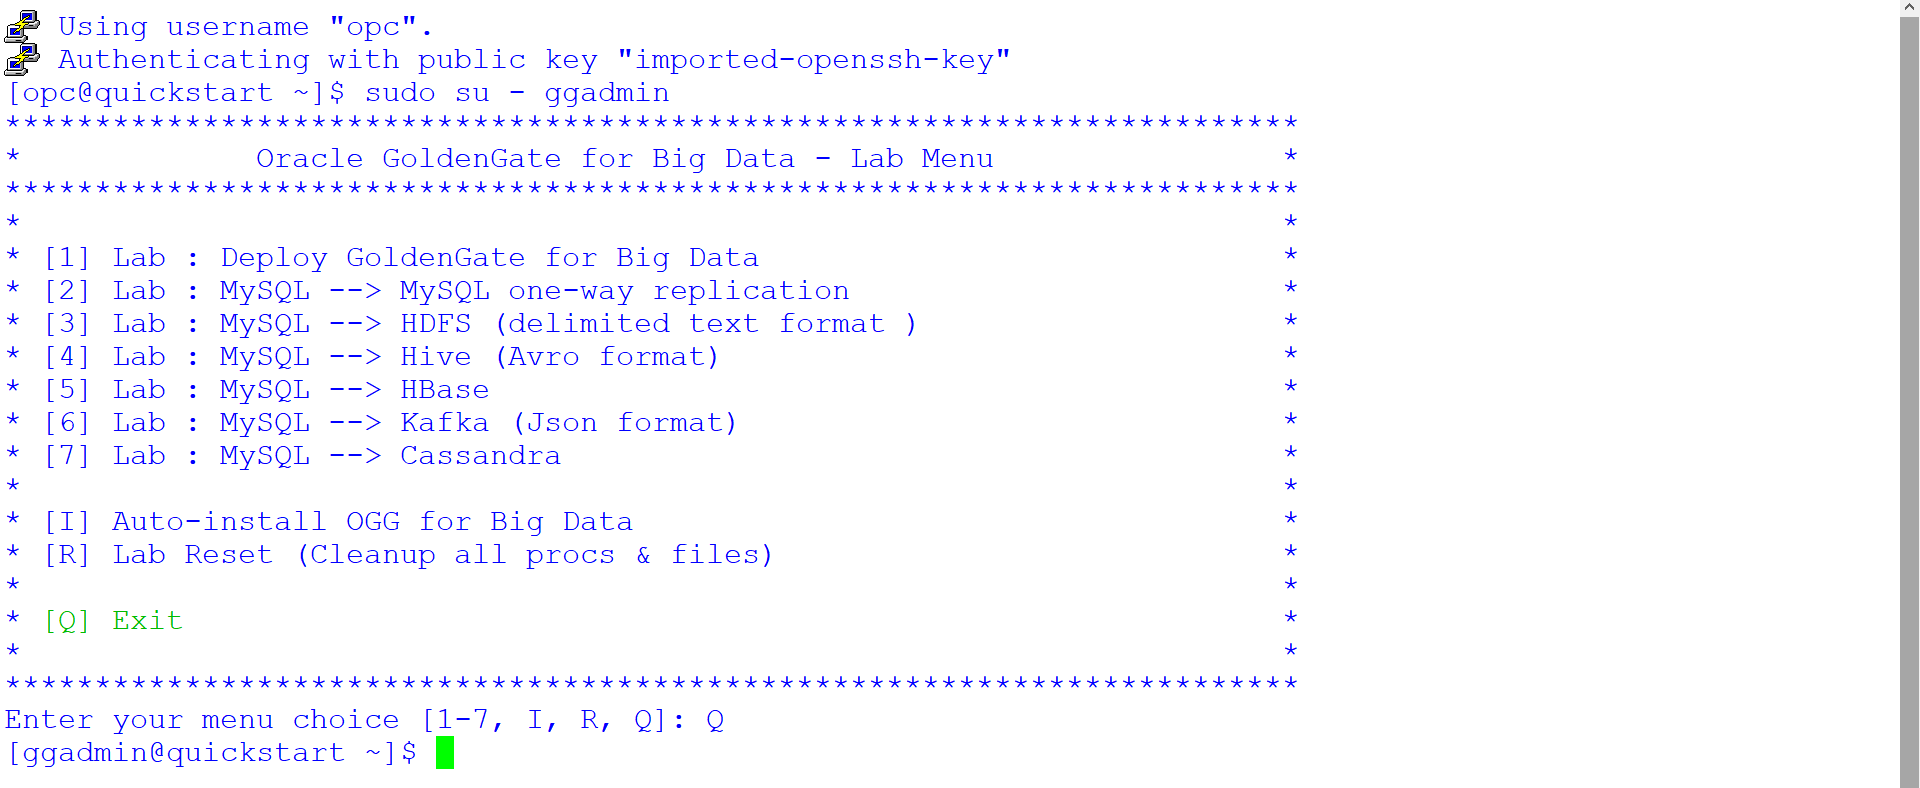 Using username "opc".
Authenticating with public key "imported-openssh-key"
[opc@quickstart ~]$ sudo su - ggadmin
************************************************************************
*             Oracle GoldenGate for Big Data - Lab Menu                *
************************************************************************
*                                                                      *
* [1] Lab : Deploy GoldenGate for Big Data                             *
* [2] Lab : MySQL --> MySQL one-way replication                        *
* [3] Lab : MySQL --> HDFS (delimited text format )                    *
* [4] Lab : MySQL --> Hive (Avro format)                               *
* [5] Lab : MySQL --> HBase                                            *
* [6] Lab : MySQL --> Kafka (Json format)                              *
* [7] Lab : MySQL --> Cassandra                                        *
*                                                                      *
* [I] Auto-install OGG for Big Data                                    *
* [R] Lab Reset (Cleanup all procs & files)                            *
*                                                                      *
* [Q] Exit                                                             *
*                                                                      *
************************************************************************
Enter your menu choice [1-7, I, R, Q]: Q
[ggadmin@quickstart ~]$